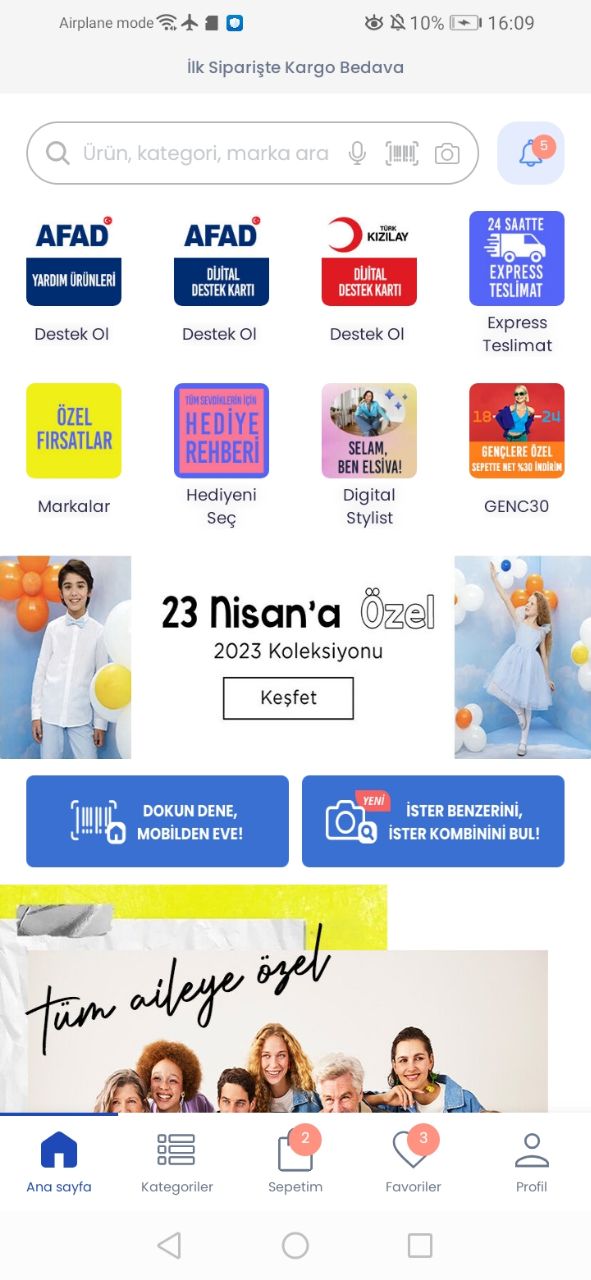 Airplane mode
10% 16:09
İlk Siparişte Kargo Bedava
Ürün, kategori, marka ara
5
AFAD
YARDIM ÜRÜNLERİ
Destek Ol
AFAD
DİJİTAL
DESTEK KARTI
Destek Ol
TÜRK
KIZILAY
DİJİTAL
DESTEK KARTI
Destek Ol
24 SAATTE
EXPRESS
TESLİMAT
Express
Teslimat
ÖZEL
FIRSATLAR
Markalar
TÜM SEVDİKLERİN İÇİN
HEDİYE
REHBERİ
Hediyeni
Seç
SELAM,
BEN ELSİVA!
Digital
Stylist
18 - 24
GENÇLERE ÖZEL
SEPETTE NET %30 İNDİRİM
GENC30
23 Nisan'a Özel
2023 Koleksiyonu
Keşfet
DOKUN DENE,
MOBİLDEN EVE!
YENİ
İSTER BENZERİNİ,
İSTER KOMBİNİNİ BUL!
tüm aileye özel
Ana sayfa
Kategoriler
2
Sepetim
3
Favoriler
Profil